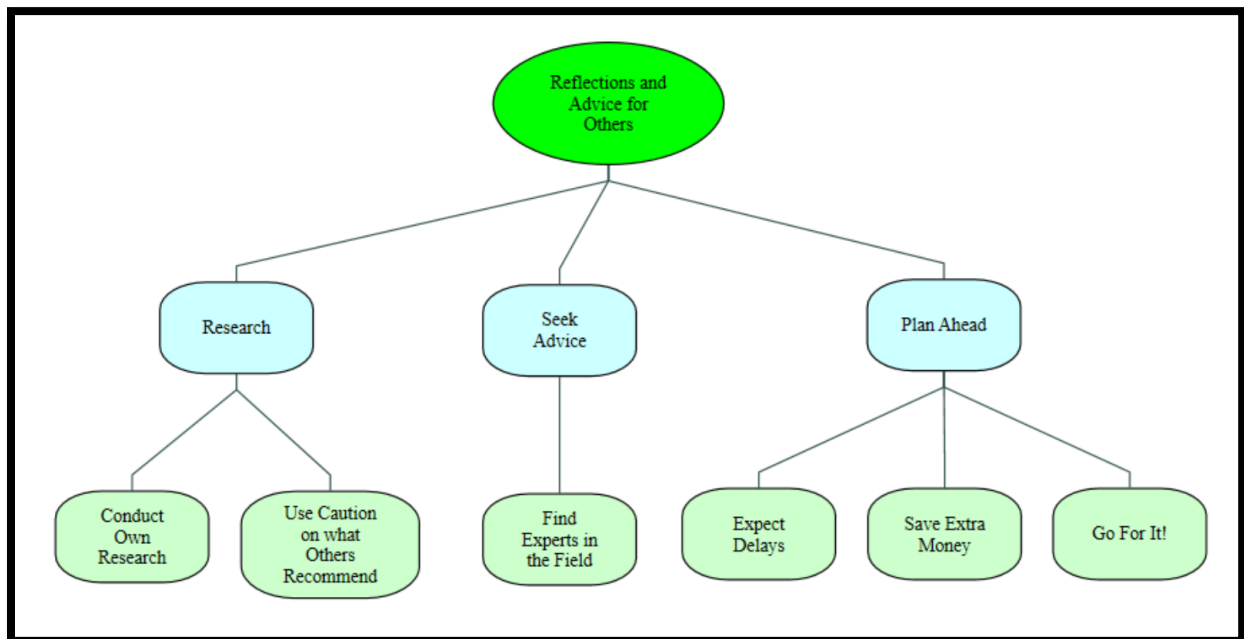 Reflections and
Advice for
Others
Research
Seek
Advice
Plan Ahead
Conduct
Own
Research
Use Caution
on what
Others
Recommend
Find
Experts in
the Field
Expect
Delays
Save Extra
Money
Go For It!